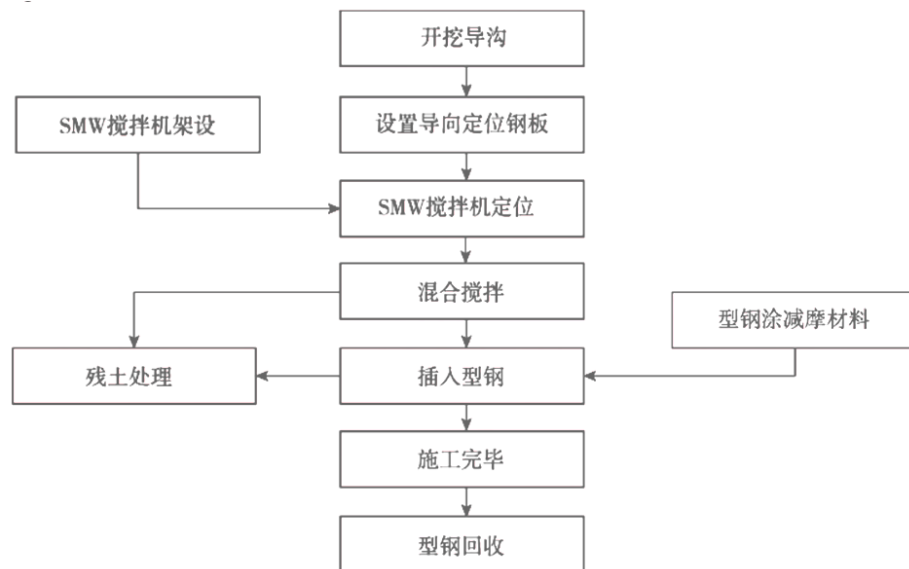 开挖导沟
SMW搅拌机架设
设置导向定位钢板
SMW搅拌机定位
混合搅拌
型钢涂减摩材料
残土处理
插入型钢
施工完毕
型钢回收